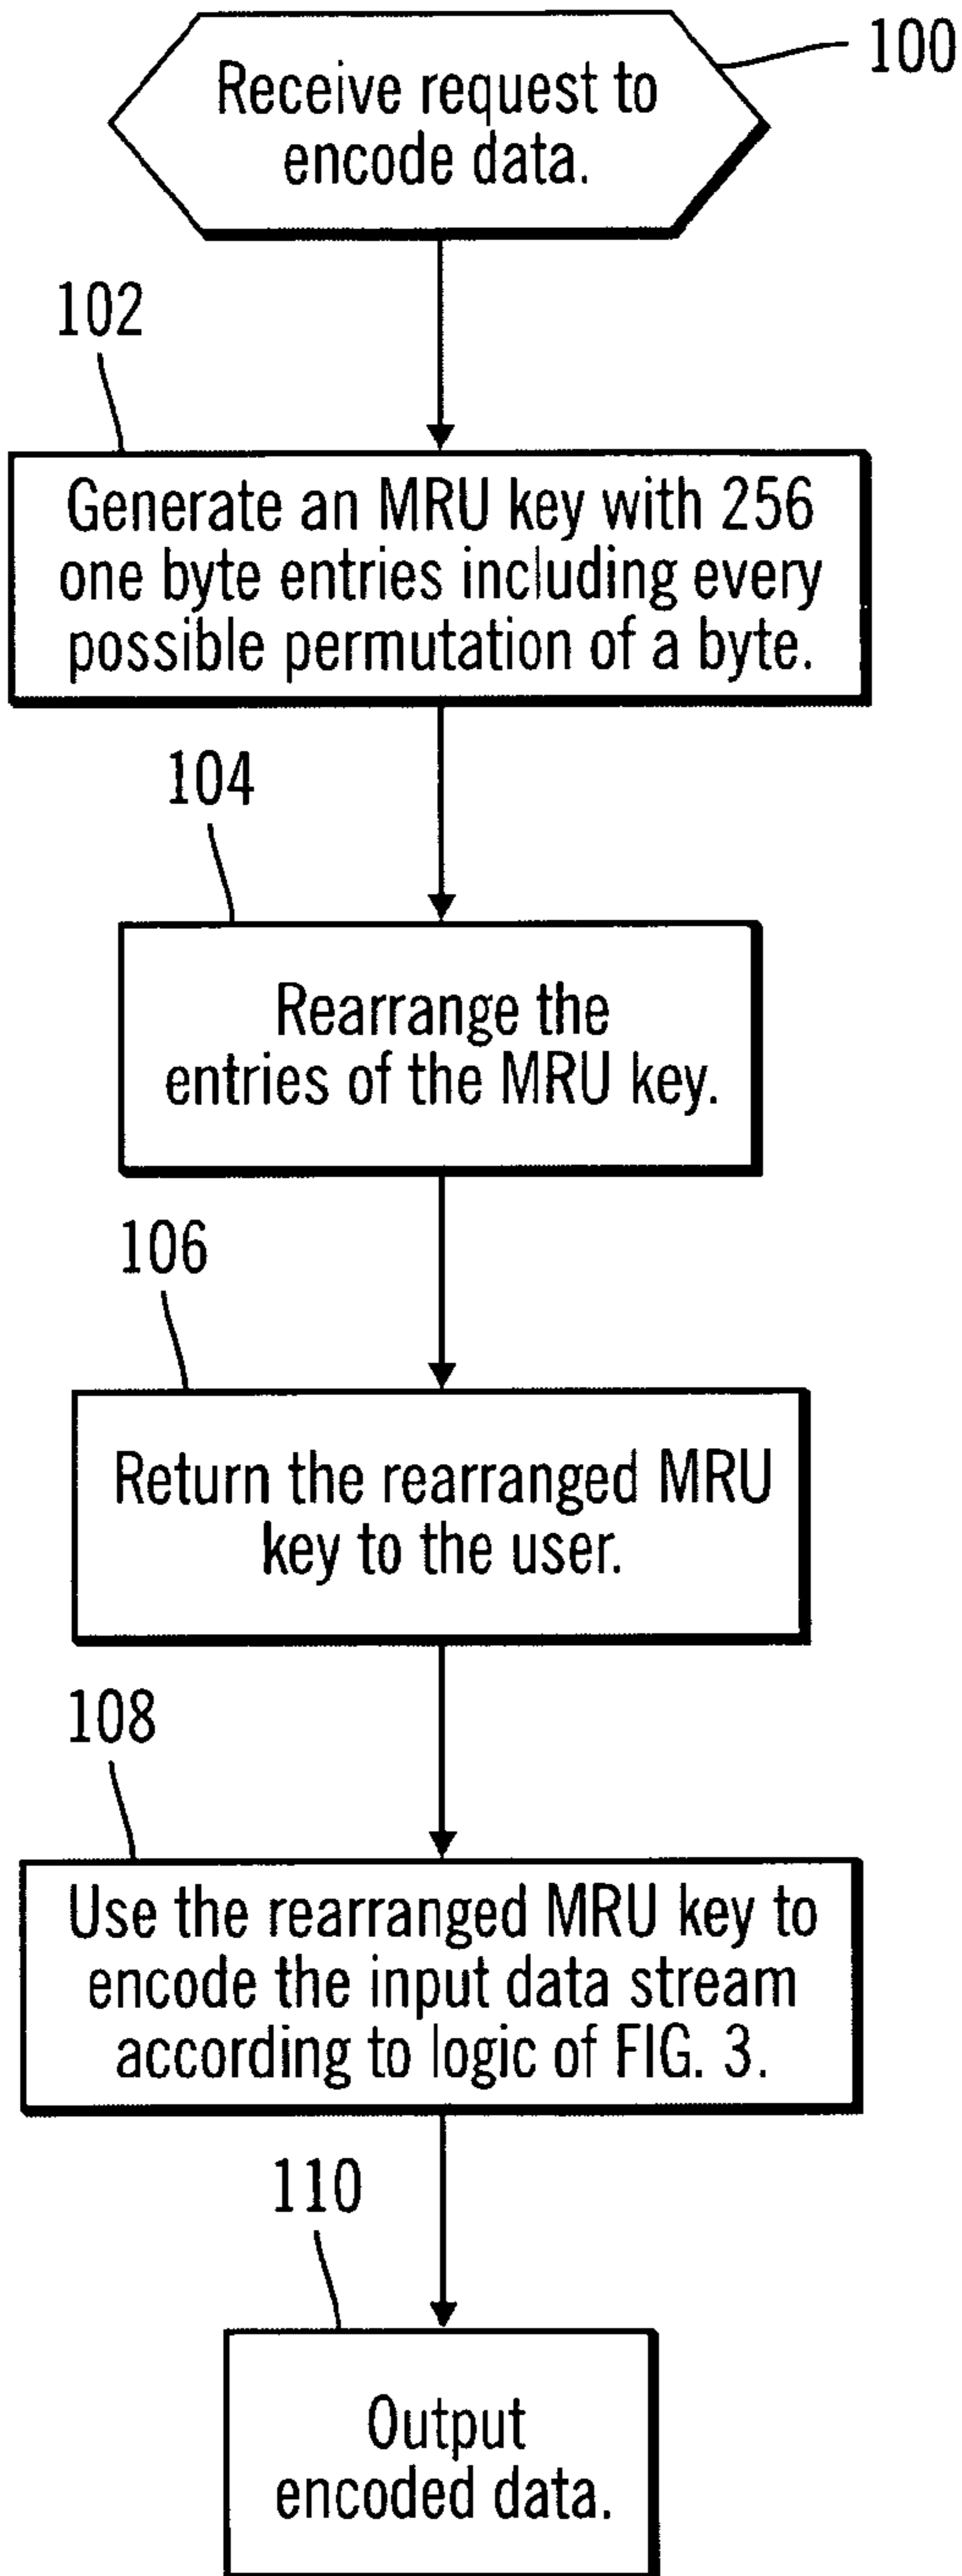 100
Receive request to
encode data.
102
Generate an MRU key with 256
one byte entries including every
possible permutation of a byte.
104
Rearrange the
entries of the MRU key.
106
Return the rearranged MRU
key to the user.
108
Use the rearranged MRU key to
encode the input data stream
according to logic of FIG. 3.
110
Output
encoded data.